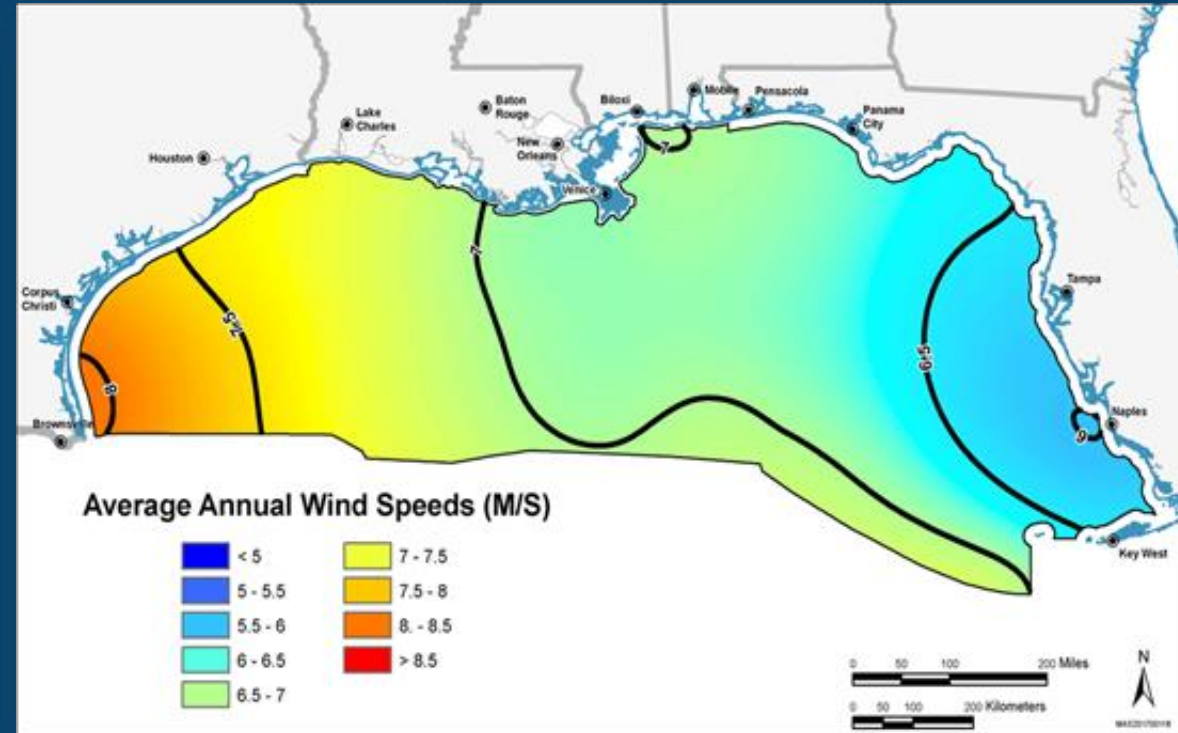 Mobile
Pensacola
Biloxi
Baton
Rouge
Panama
City
Lake
Charles
New
Orleans
Houston
7
Venice
7
Tampa
Corpus
Christi
7.5
6.5
8
Naples
6
Brownsville
Average Annual Wind Speeds (M/S)
< 5
5 - 5.5
5.5 - 6
6 - 6.5
6.5 - 7
7 - 7.5
7.5 - 8
8. - 8.5
> 8.5
Key West
N
0 50 100 200 Miles
0 50 100 200 Kilometers